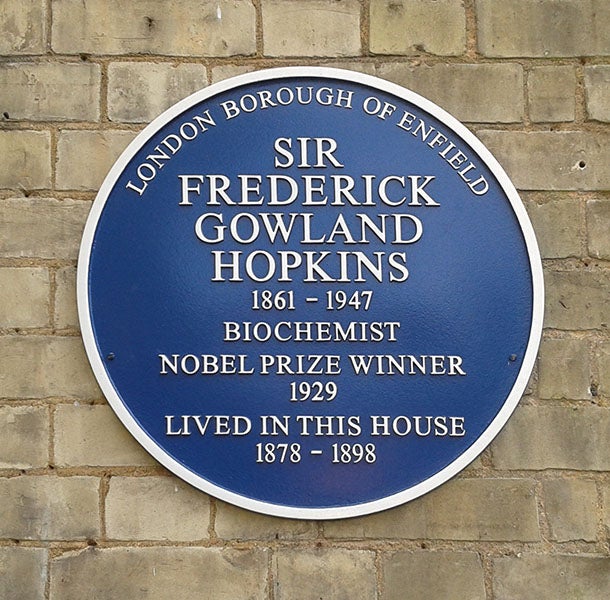 LONDON BOROUGH OF ENFIELD
SIR
FREDERICK
GOWLAND
HOPKINS
1861 – 1947
BIOCHEMIST
NOBEL PRIZE WINNER
1929
LIVED IN THIS HOUSE
1878 – 1898